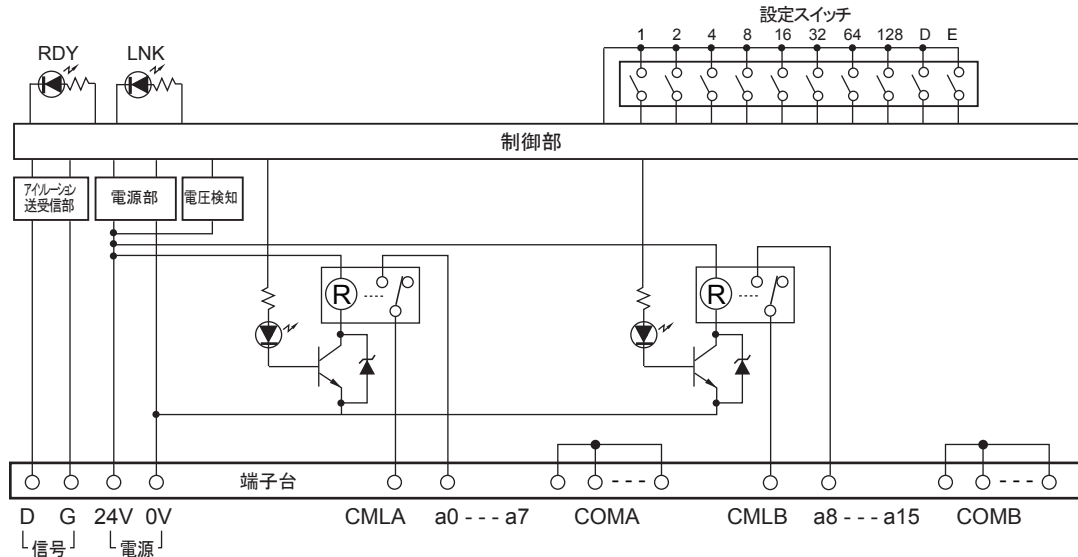 設定スイッチ
1 2 4 8 16 32 64 128 D E
RDY LNK
制御部
アイソレーション
送受信部
電源部
電圧検知
R
R
端子台
D G 24V 0V CMLA a0 - - - a7 COMA CMLB a8 - - - a15 COMB
信号 電源